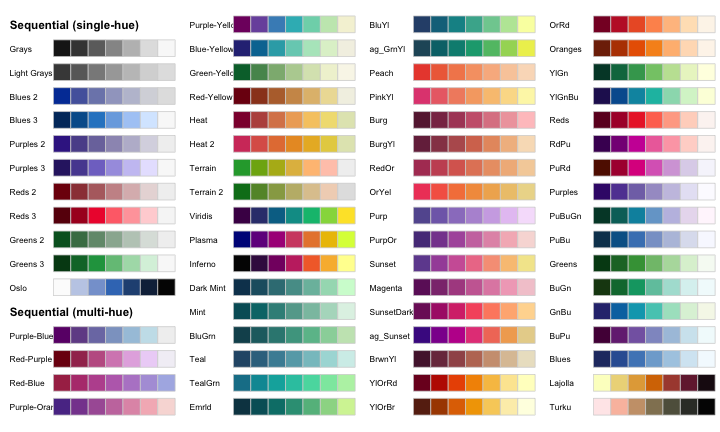 Sequential (single-hue)
Grays
Light Grays
Blues 2
Blues 3
Purples 2
Purples 3
Reds 2
Reds 3
Greens 2
Greens 3
Oslo
Sequential (multi-hue)
Purple-Blue
Red-Purple
Red-Blue
Purple-Oran
Purple-Yello
Blue-Yellow
Green-Yello
Red-Yellow
Heat
Heat 2
Terrain
Terrain 2
Viridis
Plasma
Inferno
Dark Mint
Mint
BluGrn
Teal
TealGrn
Emrld
BluYl
ag_GrnYl
Peach
PinkYl
Burg
BurgYl
RedOr
OrYel
Purp
PurpOr
Sunset
Magenta
SunsetDark
ag_Sunset
BrwnYl
YlOrRd
YlOrBr
OrRd
Oranges
YlGn
YlGnBu
Reds
RdPu
PuRd
Purples
PuBuGn
PuBu
Greens
BuGn
GnBu
BuPu
Blues
Lajolla
Turku